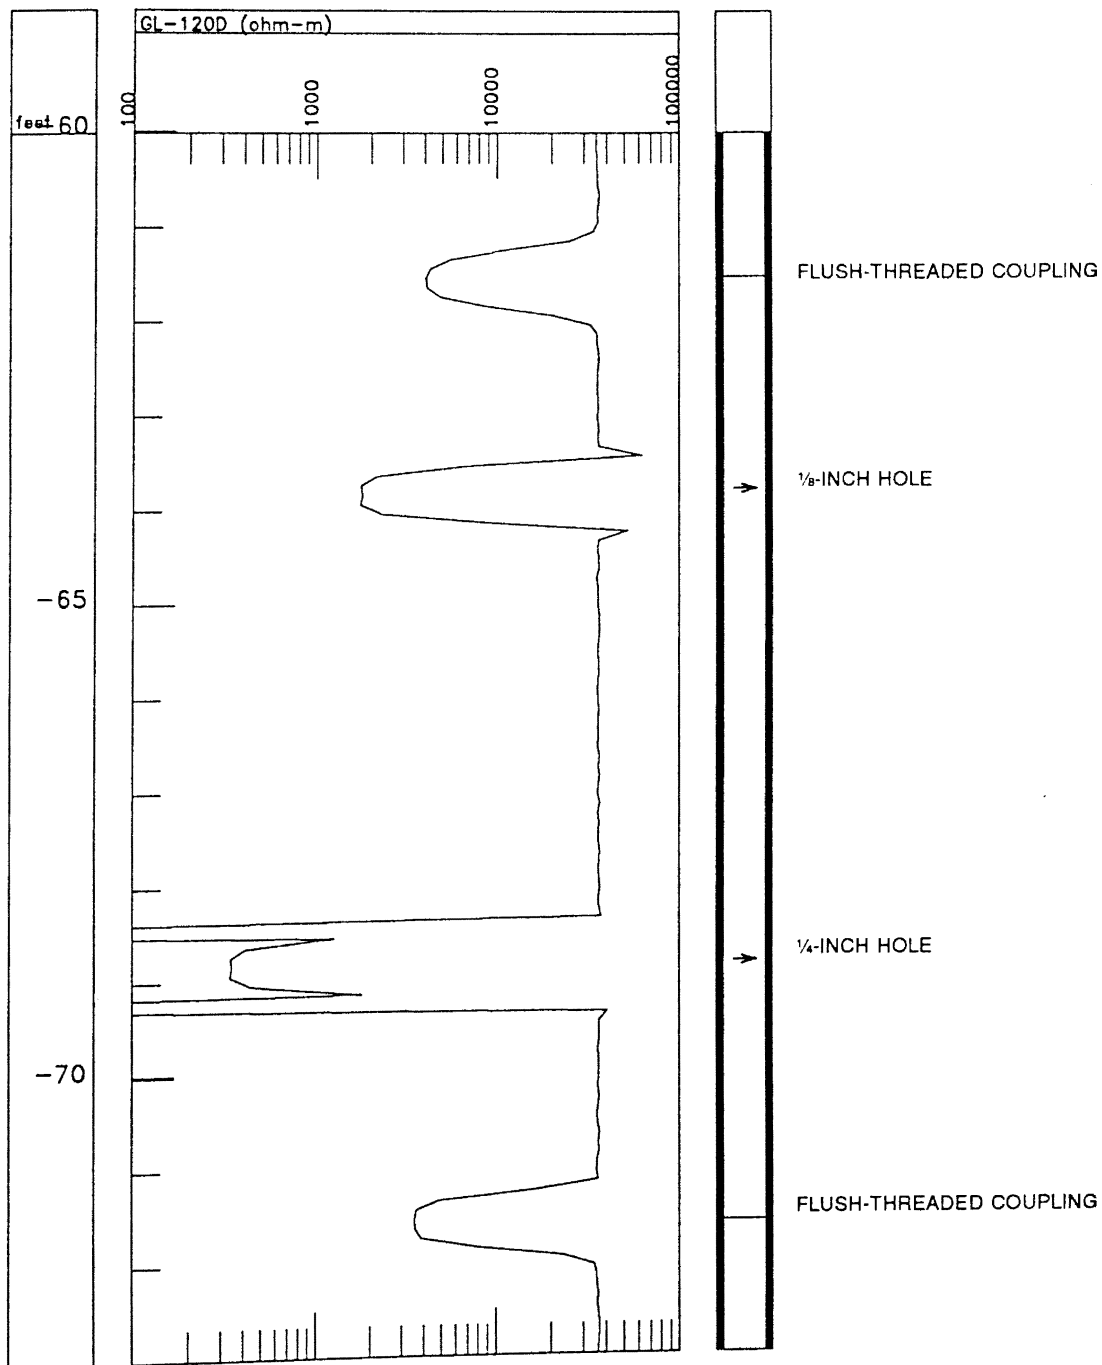 GL-120D (ohm-m)
100
1000
10000
100000
feet 60
FLUSH-THREADED COUPLING
⅛-INCH HOLE
-65
¼-INCH HOLE
-70
FLUSH-THREADED COUPLING